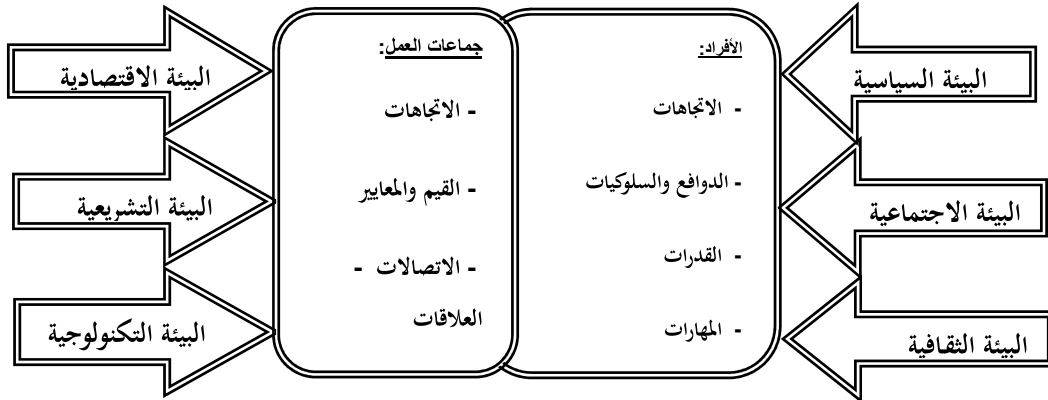 البيئة السياسية
البيئة الاجتماعية
البيئة الثقافية
الأفراد:
- الاتجاهات
- الدوافع والسلوكيات
- القدرات
- المهارات
جماعات العمل:
- الاتجاهات
- القيم والمعايير
- الاتصالات -
العلاقات
البيئة الاقتصادية
البيئة التشريعية
البيئة التكنولوجية